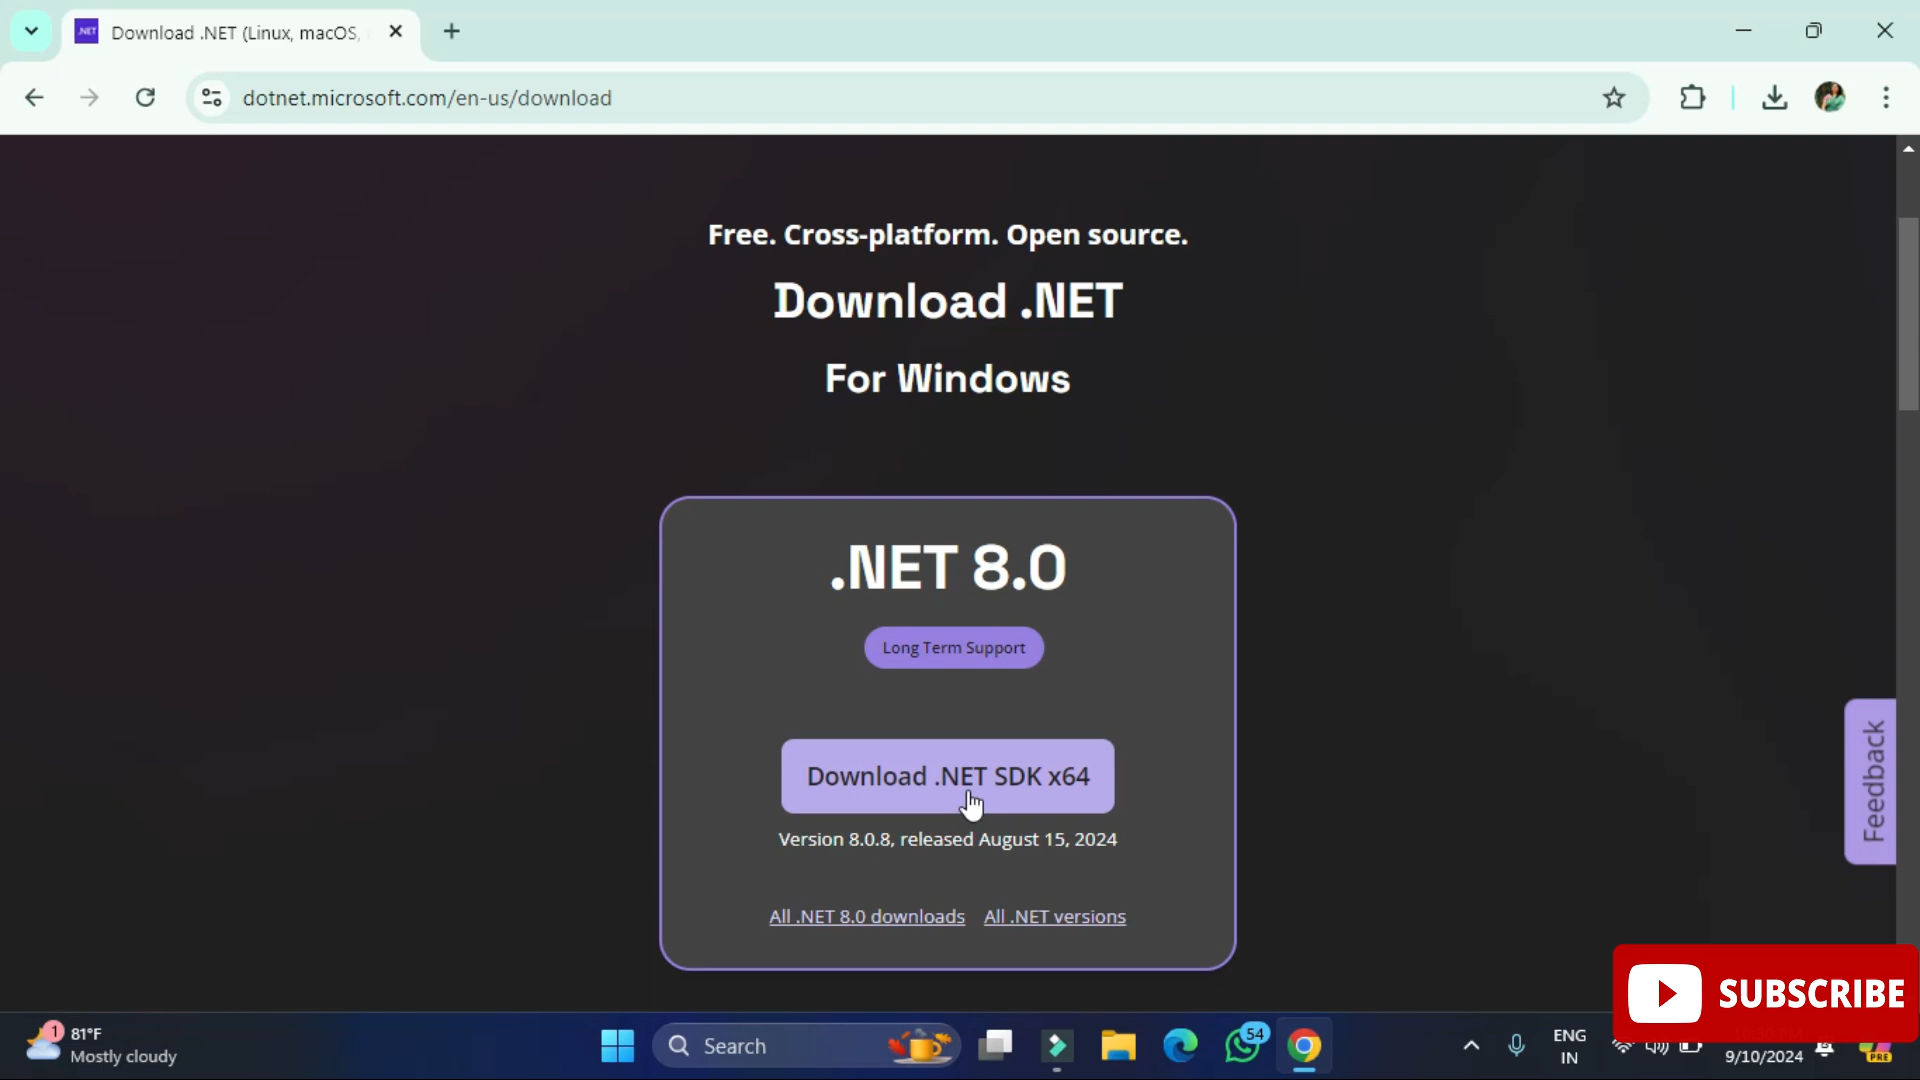 .NET
Download .NET (Linux, macOS,
dotnet.microsoft.com/en-us/download
Free. Cross-platform. Open source.
Download .NET
For Windows
.NET 8.0
Long Term Support
Download .NET SDK x64
Version 8.0.8, released August 15, 2024
All .NET 8.0 downloads All .NET versions
Feedback
SUBSCRIBE
1
81°F
Mostly cloudy
Search
54
ENG
IN
9/10/2024
PRE